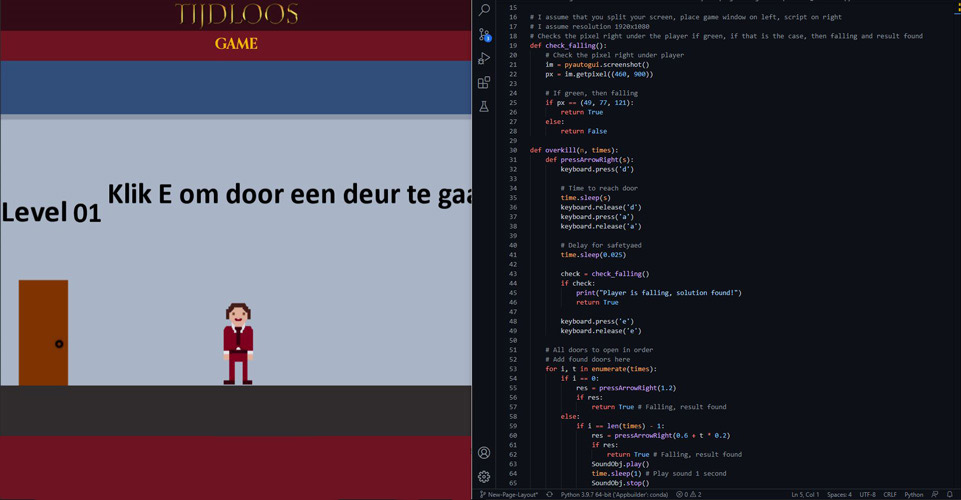 TIJDLOOS
GAME
Klik E om door een deur te gaa
Level 01
15
16 # I assume that you split your screen, place game window on left, script on right
17 # I assume resolution 1920x1080
18 # Checks the pixel right under the player if green, if that is the case, then falling and result found
19 def check_falling():
20 # Check the pixel right under player
21 im = pyautogui.screenshot()
22 px = im.getpixel((460, 900))
23
24 # If green, then falling
25 if px == (49, 77, 121):
26 return True
27 else:
28 return False
29
30 def overkill(n, times):
31 def pressArrowRight(s):
32 keyboard.press('d')
33
34 # Time to reach door
35 time.sleep(s)
36 keyboard.release('d')
37 keyboard.press('a')
38 keyboard.release('a')
39
40 # Delay for safetyaed
41 time.sleep(0.025)
42
43 check = check_falling()
44 if check:
45 print("Player is falling, solution found!")
46 return True
47
48 keyboard.press('e')
49 keyboard.release('e')
50
51 # All doors to open in order
52 # Add found doors here
53 for i, t in enumerate(times):
54 if i == 0:
55 res = pressArrowRight(1.2)
56 if res:
57 return True # Falling, result found
58 else:
59 if i == len(times) - 1:
60 res = pressArrowRight(0.6 + t * 0.2)
61 if res:
62 return True # Falling, result found
63 SoundObj.play()
64 time.sleep(1) # Play sound 1 second
65 SoundObj.stop()
New-Page-Layout* Python 3.9.7 64-bit ('Appbuilder': conda) 0 2 Ln 5, Col 1 Spaces: 4 UTF-8 CRLF Python